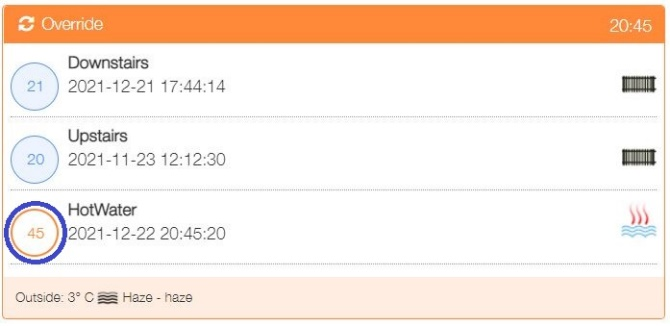 Override 20:45
Downstairs
21 2021-12-21 17:44:14
Upstairs
20 2021-11-23 12:12:30
HotWater
45 2021-12-22 20:45:20
Outside: 3° C Haze - haze